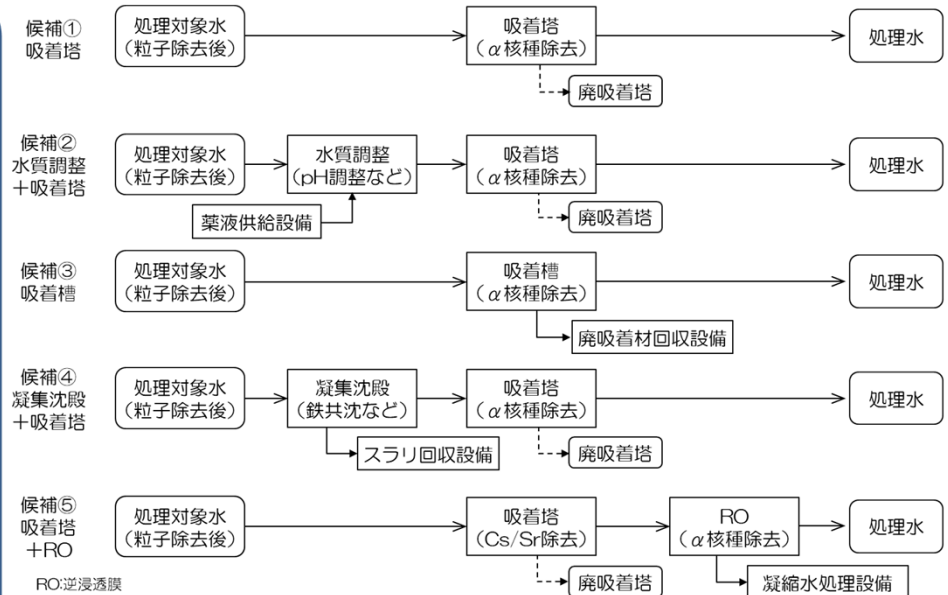 候補①
吸着塔
処理対象水
(粒子除去後)
吸着塔
(α核種除去)
処理水
廃吸着塔
候補②
水質調整
+吸着塔
処理対象水
(粒子除去後)
水質調整
(pH調整など)
吸着塔
(α核種除去)
処理水
薬液供給設備
廃吸着塔
候補③
吸着槽
処理対象水
(粒子除去後)
吸着槽
(α核種除去)
処理水
廃吸着材回収設備
候補④
凝集沈殿
+吸着塔
処理対象水
(粒子除去後)
凝集沈殿
(鉄共沈など)
吸着塔
(α核種除去)
処理水
スラリ回収設備
廃吸着塔
候補⑤
吸着塔
+RO
処理対象水
(粒子除去後)
吸着塔
(Cs/Sr除去)
RO
(α核種除去)
処理水
廃吸着塔
凝縮水処理設備
RO:逆浸透膜